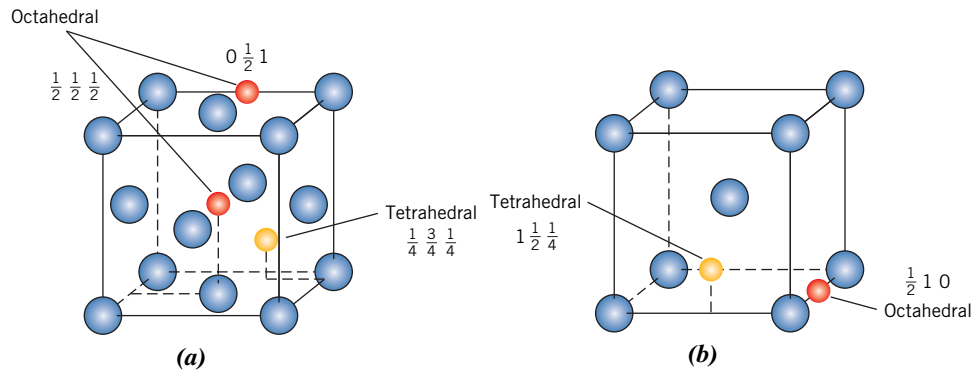 Octahedral
0 1/2 1
1/2 1/2 1/2
Tetrahedral
1/4 3/4 1/4
(a)
Tetrahedral
1 1/2 1/4
1/2 1 0
Octahedral
(b)